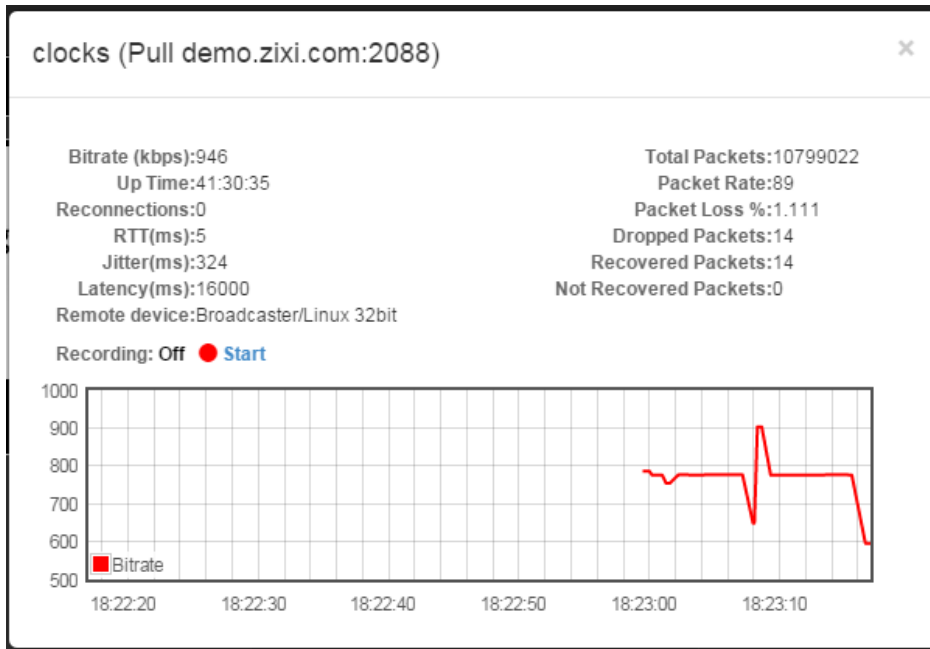 clocks (Pull demo.zixi.com:2088)
×
Bitrate (kbps):946
Up Time:41:30:35
Reconnections:0
RTT(ms):5
Jitter(ms):324
Latency(ms):16000
Remote device:Broadcaster/Linux 32bit
Total Packets:10799022
Packet Rate:89
Packet Loss %:1.111
Dropped Packets:14
Recovered Packets:14
Not Recovered Packets:0
Recording: Off Start
1000
900
800
700
600
500
Bitrate
18:22:20 18:22:30 18:22:40 18:22:50 18:23:00 18:23:10